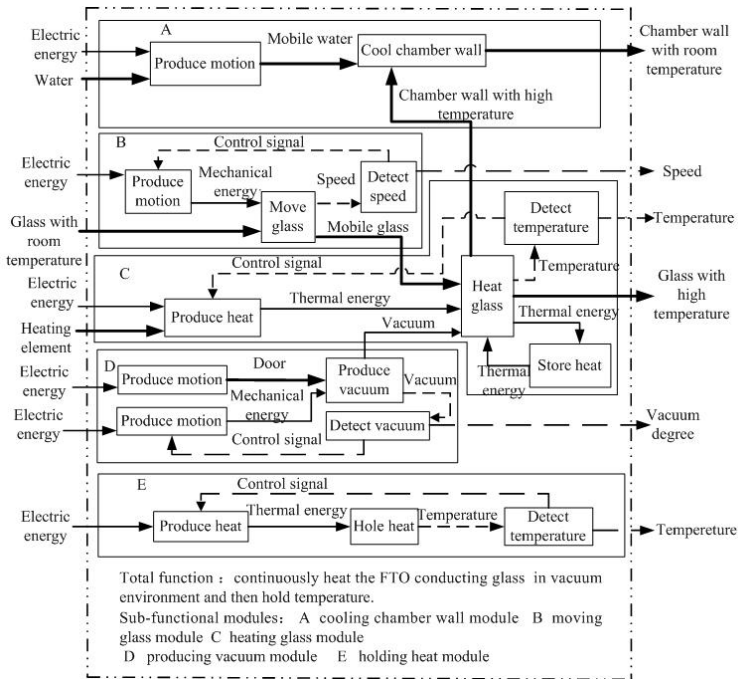 Electric
energy
Water
A
Produce motion
Mobile water
Cool chamber wall
Chamber wall
with room
temperature
Chamber wall with high
temperature
B
Control signal
Electric
energy
Produce
motion
Mechanical
energy
Move
glass
Speed
Detect
speed
Speed
Glass with
room
temperature
Mobile glass
Detect
temperature
Temperature
C
Control signal
Temperature
Electric
energy
Heating
element
Produce heat
Thermal energy
Heat
glass
Glass with
high
temperature
Thermal energy
Store heat
Thermal
energy
Vacuum
D
Electric
energy
Produce motion
Door
Produce
vacuum
Vacuum
Electric
energy
Produce motion
Mechanical
energy
Control signal
Detect vacuum
Vacuum
degree
E
Control signal
Electric
energy
Produce heat
Thermal energy
Hole heat
Temperature
Detect
temperature
Tempereture
Total function : continuously heat the FTO conducting glass in vacuum
environment and then hold temperature.
Sub-functional modules: A cooling chamber wall module B moving
glass module C heating glass module
D producing vacuum module E holding heat module